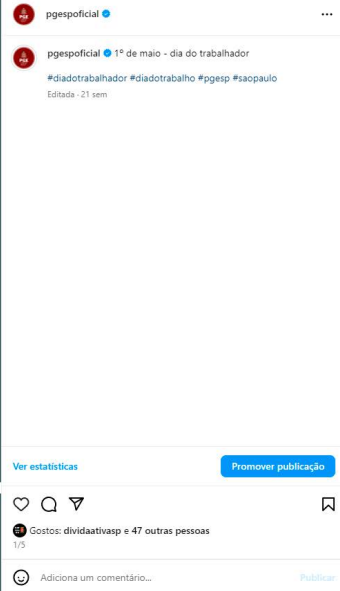 pgespoficial
pgespoficial 1º de maio - dia do trabalhador
#diadotrabalhador #diadotrabalho #pgesp #saopaulo
Editada · 21 sem
Ver estatísticas
Promover publicação
Gostos: dividaativasp e 47 outras pessoas
1/5
Adiciona um comentário...
Publicar